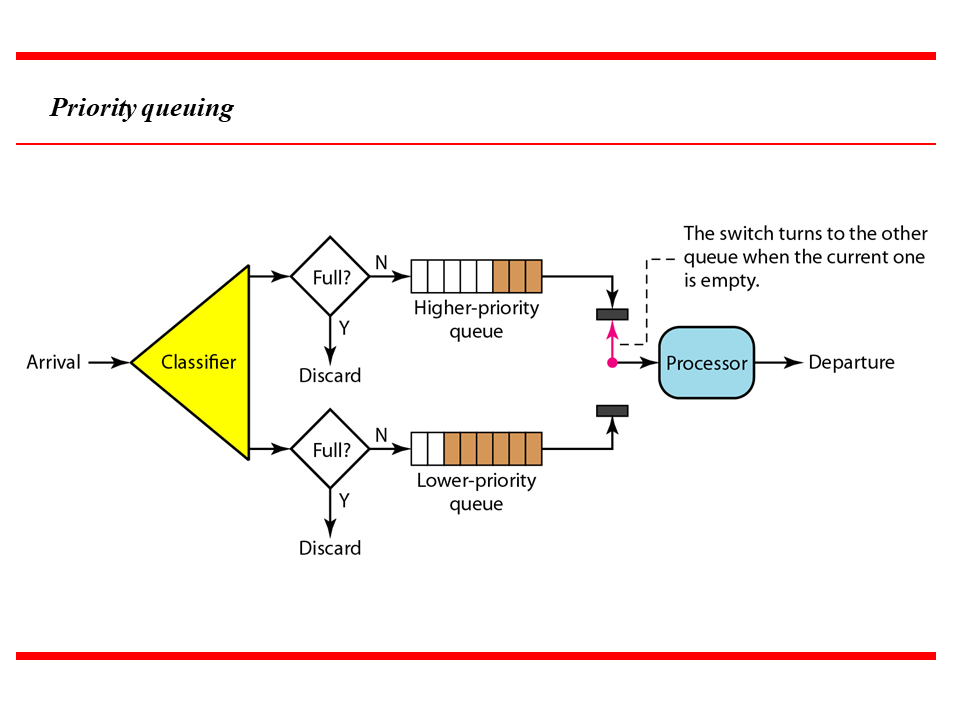 Priority queuing
The switch turns to the other
queue when the current one
is empty.
Full?
N
Higher-priority
queue
Y
Discard
Arrival
Classifier
Processor
Departure
Full?
N
Lower-priority
queue
Y
Discard